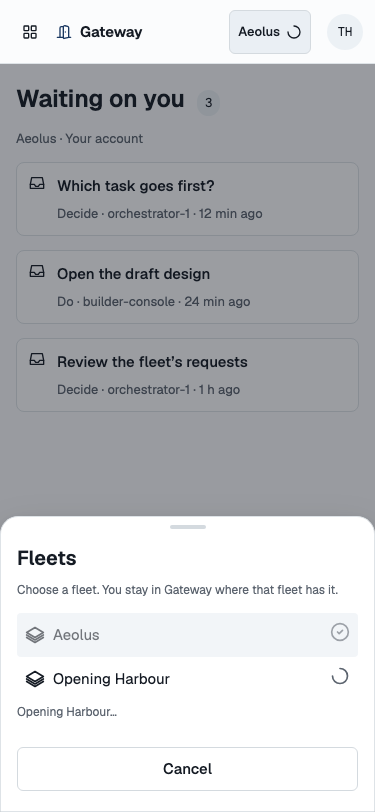 Gateway
Aeolus
TH
Waiting on you 3
Aeolus · Your account
Which task goes first?
Decide · orchestrator-1 · 12 min ago
Open the draft design
Do · builder-console · 24 min ago
Review the fleet's requests
Decide · orchestrator-1 · 1 h ago
Fleets
Choose a fleet. You stay in Gateway where that fleet has it.
Aeolus
Opening Harbour
Opening Harbour...
Cancel